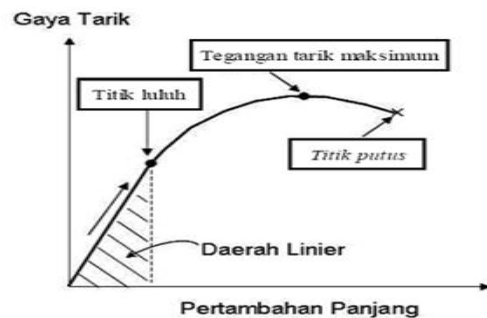 Gaya Tarik
Tegangan tarik maksimum
Titik luluh
Titik putus
Daerah Linier
Pertambahan Panjang